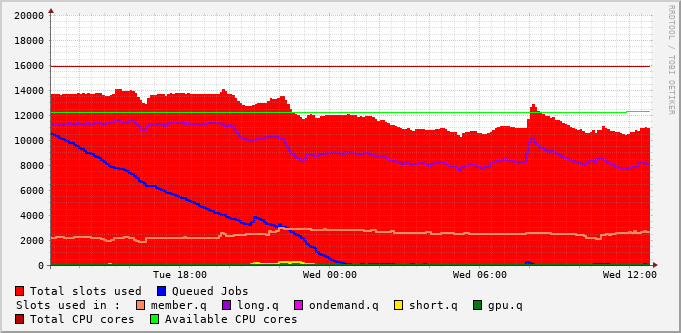 20000
18000
16000
14000
12000
10000
8000
6000
4000
2000
0
Tue 18:00 Wed 00:00 Wed 06:00 Wed 12:00
RRDTOOL / TOBI OETIKER
Total slots used Queued Jobs
Slots used in : member.q long.q ondemand.q short.q gpu.q
Total CPU cores Available CPU cores